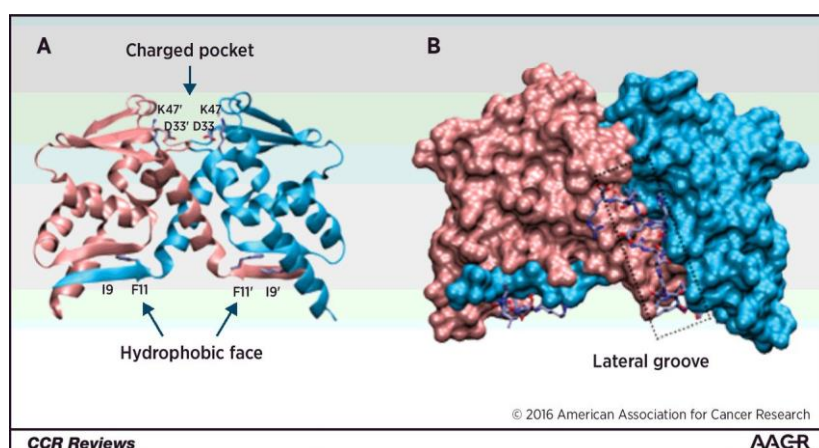 A
B
Charged pocket
K47' K47
D33' D33
I9 F11
F11' I9'
Hydrophobic face
Lateral groove
© 2016 American Association for Cancer Research
CCR Reviews
AACR